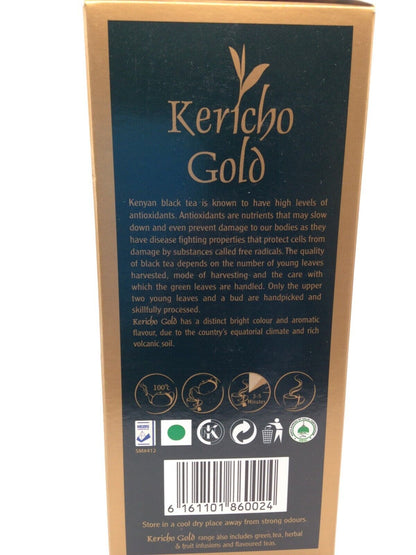 Kericho
Gold
Kenyan black tea is known to have high levels of
antioxidants. Antioxidants are nutrients that may slow
down and even prevent damage to our bodies as they
have disease fighting properties that protect cells from
damage by substances called free radicals. The quality
of black tea depends on the number of young leaves
harvested, mode of harvesting and the care with
which the green leaves are handled. Only the upper
two young leaves and a bud are handpicked and
skillfully processed.
Kericho Gold has a distinct bright colour and aromatic
flavour, due to the country's equatorial climate and rich
volcanic soil.
100°c
3-5
Minutes
K
SM#412
6 161101 860024
Store in a cool dry place away from strong odours.
Kericho Gold range also includes green tea, herbal
& fruit infusions and flavoured teas.